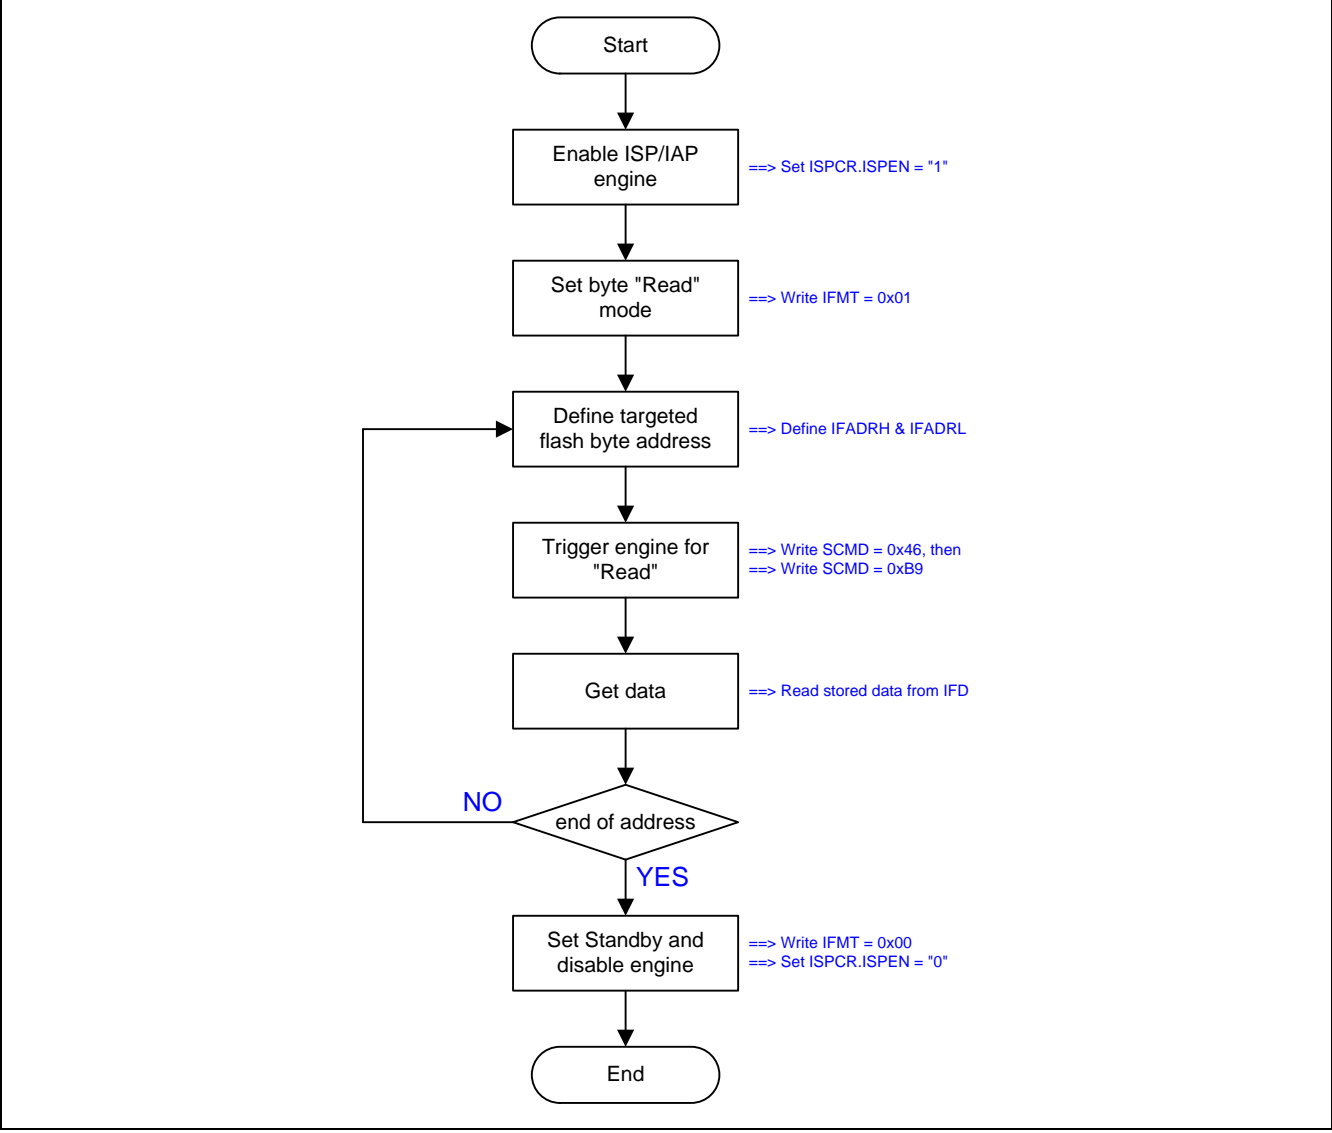 Start
Enable ISP/IAP
engine
==> Set ISPCR.ISPEN = "1"
Set byte "Read"
mode
==> Write IFMT = 0x01
Define targeted
flash byte address
==> Define IFADRH & IFADRL
Trigger engine for
"Read"
==> Write SCMD = 0x46, then
==> Write SCMD = 0xB9
Get data
==> Read stored data from IFD
NO
end of address
YES
Set Standby and
disable engine
==> Write IFMT = 0x00
==> Set ISPCR.ISPEN = "0"
End